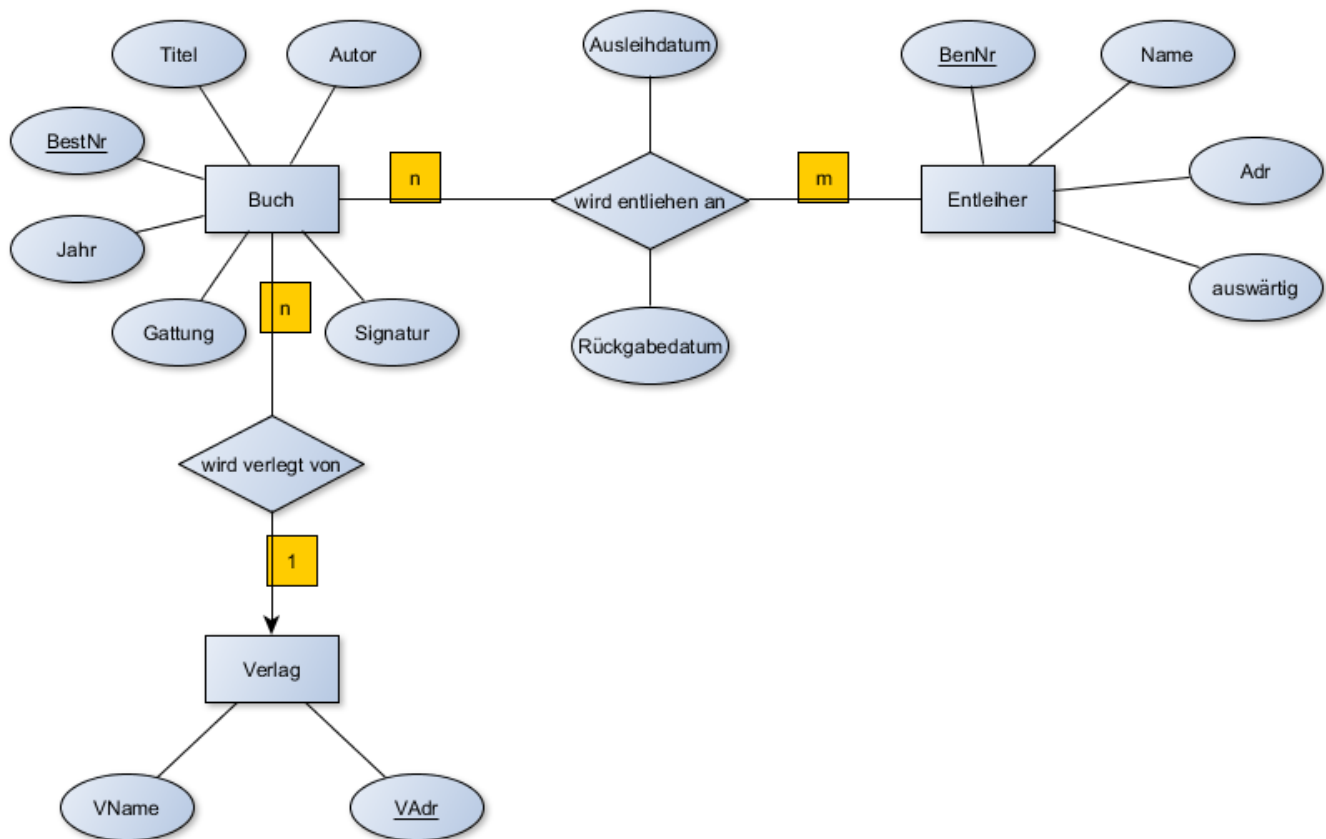 Titel
Autor
Ausleihdatum
BenNr
Name
BestNr
Buch
n
wird entliehen an
m
Entleiher
Adr
Jahr
auswärtig
Gattung
n
Signatur
Rückgabedatum
wird verlegt von
1
Verlag
VName
VAdr